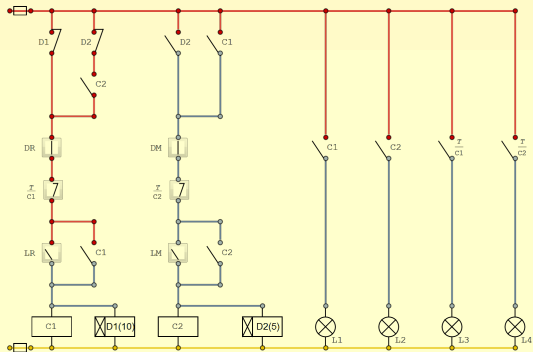 D1 D2 D2 C1
C2
DR DM C1 C2 T/C1 T/C2
T/C1 T/C2
LR C1 LM C2
C1 D1(10) C2 D2(5)
L1 L2 L3 L4